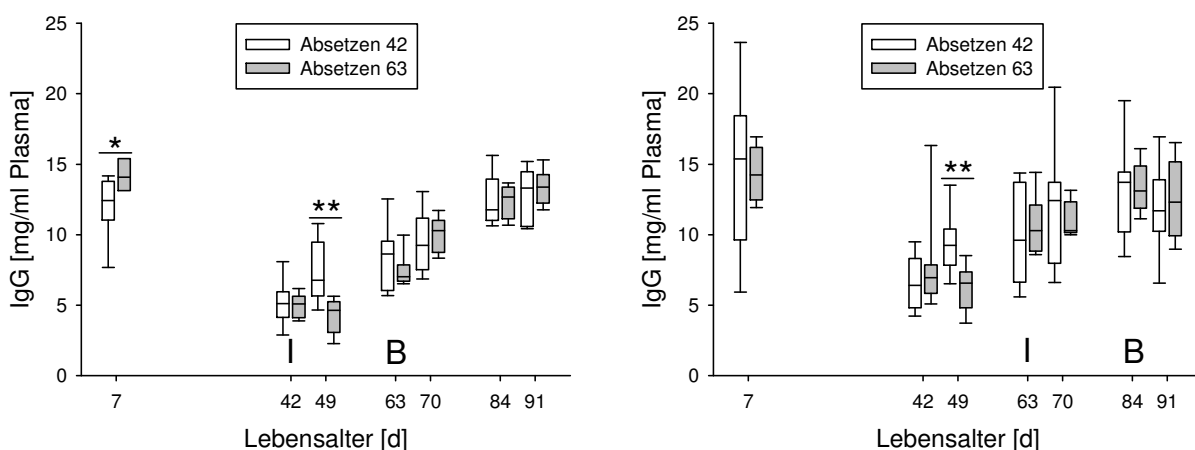 25
20
15
10
5
0
IgG [mg/ml Plasma]
Absetzen 42
Absetzen 63
*
**
I
B
7
42
49
63
70
84
91
Lebensalter [d]
25
20
15
10
5
0
IgG [mg/ml Plasma]
Absetzen 42
Absetzen 63
**
I
B
7
42
49
63
70
84
91
Lebensalter [d]